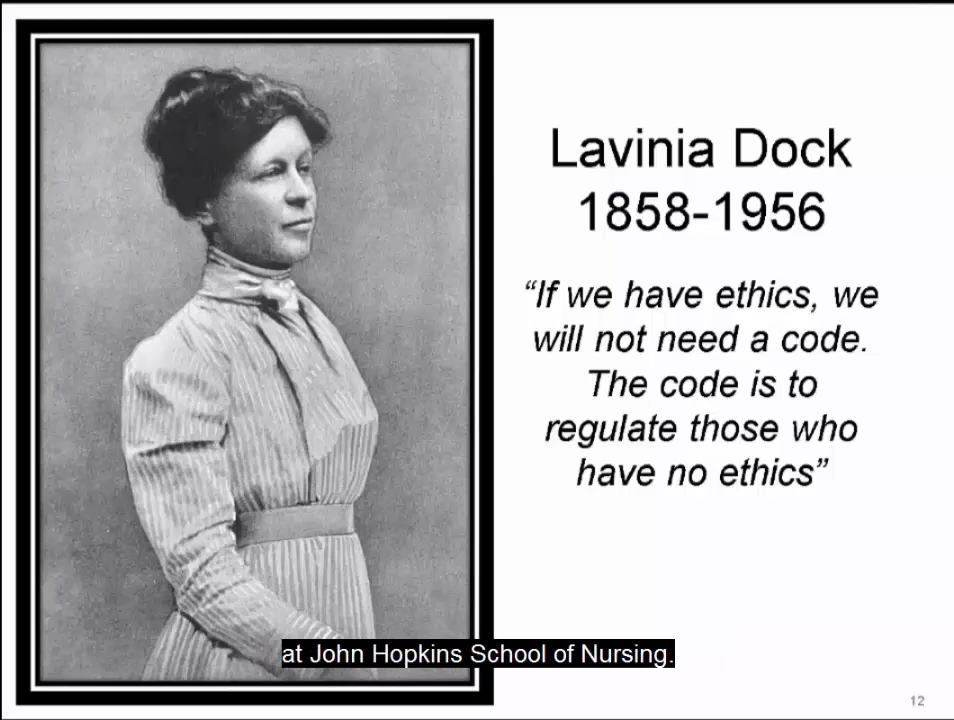 Lavinia Dock
1858-1956
“If we have ethics, we
will not need a code.
The code is to
regulate those who
have no ethics”
at John Hopkins School of Nursing.
12